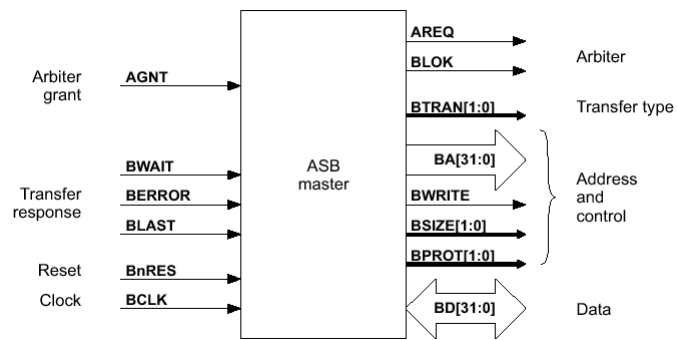 AREQ
Arbiter
BLOK
Arbiter
grant
AGNT
BTRAN[1:0]
Transfer type
BWAIT
BA[31:0]
ASB
master
Transfer
response
BERROR
BWRITE
Address
and
control
BLAST
BSIZE[1:0]
BPROT[1:0]
Reset
BnRES
Clock
BCLK
BD[31:0]
Data